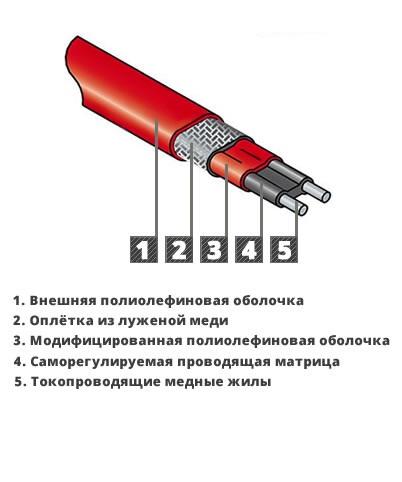 1 2 3 4 5
1. Внешняя полиолефиновая оболочка
2. Оплётка из луженой меди
3. Модифицированная полиолефиновая оболочка
4. Саморегулируемая проводящая матрица
5. Токопроводящие медные жилы